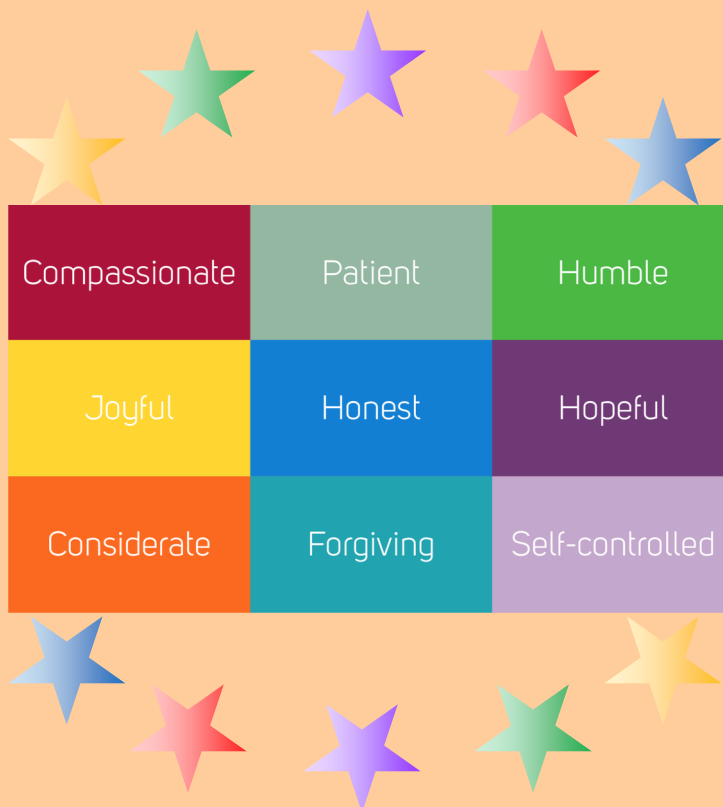 Compassionate Patient Humble
Joyful Honest Hopeful
Considerate Forgiving Self-controlled